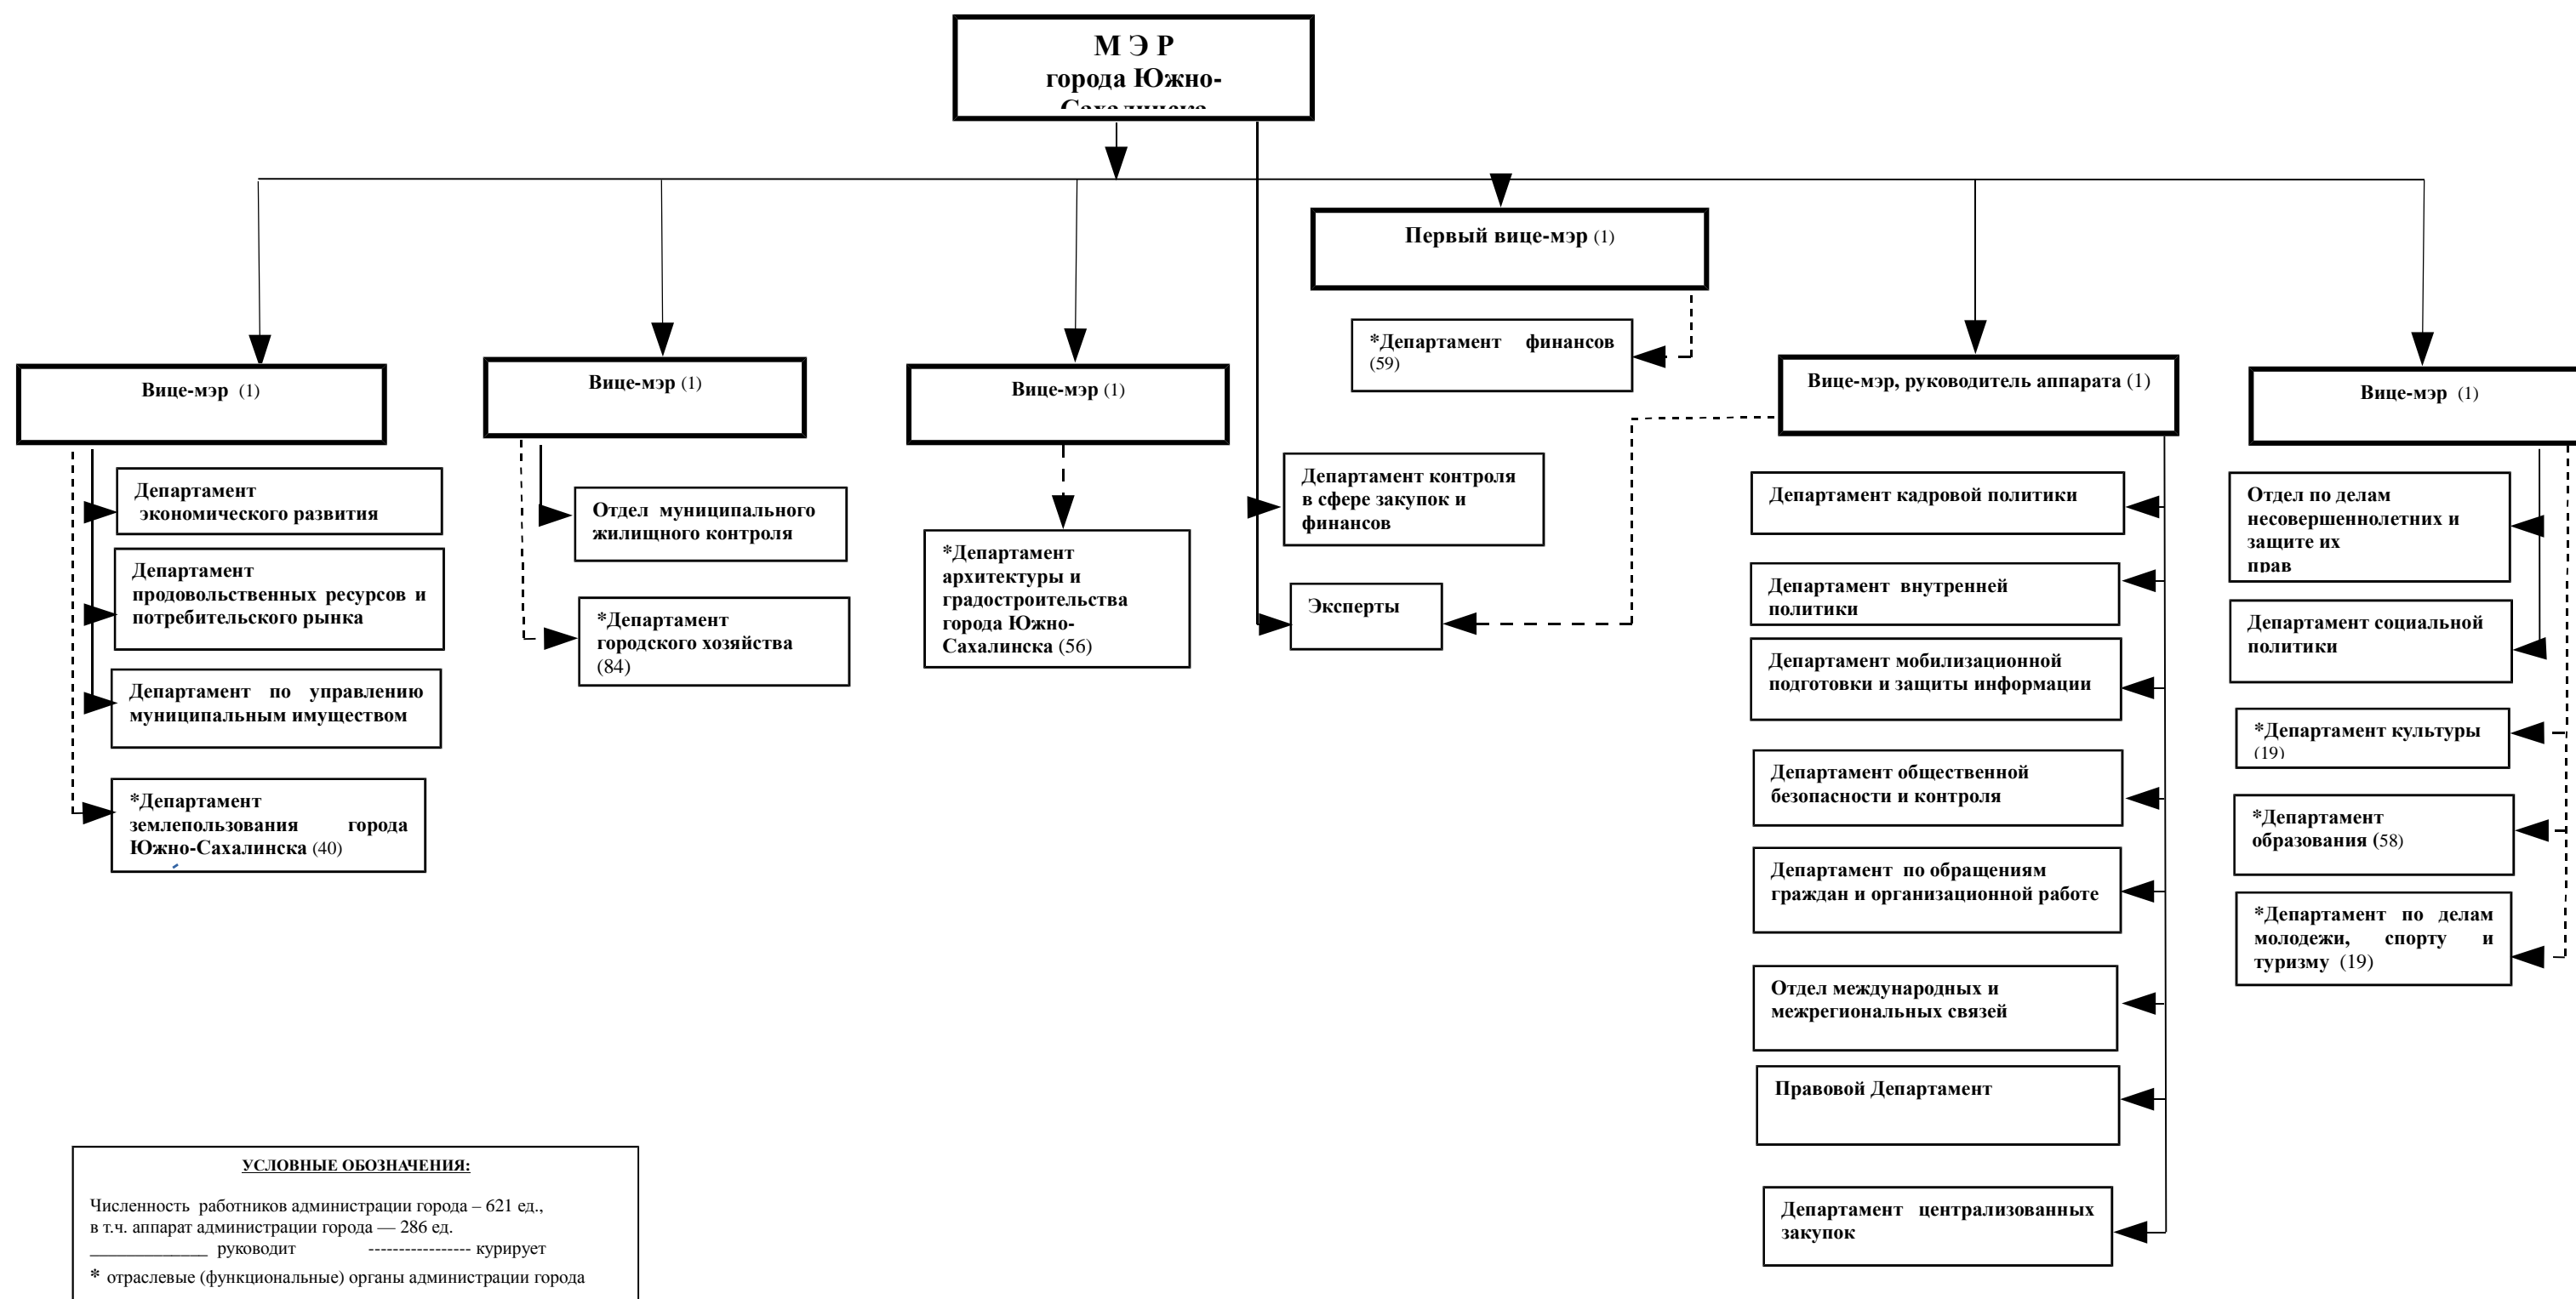 М Э Р
города Южно-
Сахалинска
Первый вице-мэр (1)
*Департамент финансов
(59)
Вице-мэр (1)
Департамент
экономического развития
Департамент
продовольственных ресурсов и
потребительского рынка
Департамент по управлению
муниципальным имуществом
*Департамент
землепользования города
Южно-Сахалинска (40)
Вице-мэр (1)
Отдел муниципального
жилищного контроля
*Департамент
городского хозяйства
(84)
Вице-мэр (1)
*Департамент
архитектуры и
градостроительства
города Южно-
Сахалинска (56)
Департамент контроля
в сфере закупок и
финансов
Эксперты
Вице-мэр, руководитель аппарата (1)
Департамент кадровой политики
Департамент внутренней
политики
Департамент мобилизационной
подготовки и защиты информации
Департамент общественной
безопасности и контроля
Департамент по обращениям
граждан и организационной работе
Отдел международных и
межрегиональных связей
Правовой Департамент
Департамент централизованных
закупок
Вице-мэр (1)
Отдел по делам
несовершеннолетних и
защите их
прав
Департамент социальной
политики
*Департамент культуры
(19)
*Департамент
образования (58)
*Департамент по делам
молодежи, спорту и
туризму (19)
УСЛОВНЫЕ ОБОЗНАЧЕНИЯ:
Численность работников администрации города – 621 ед.,
в т.ч. аппарат администрации города — 286 ед.
_____________ руководит ----------------- курирует
* отраслевые (функциональные) органы администрации города